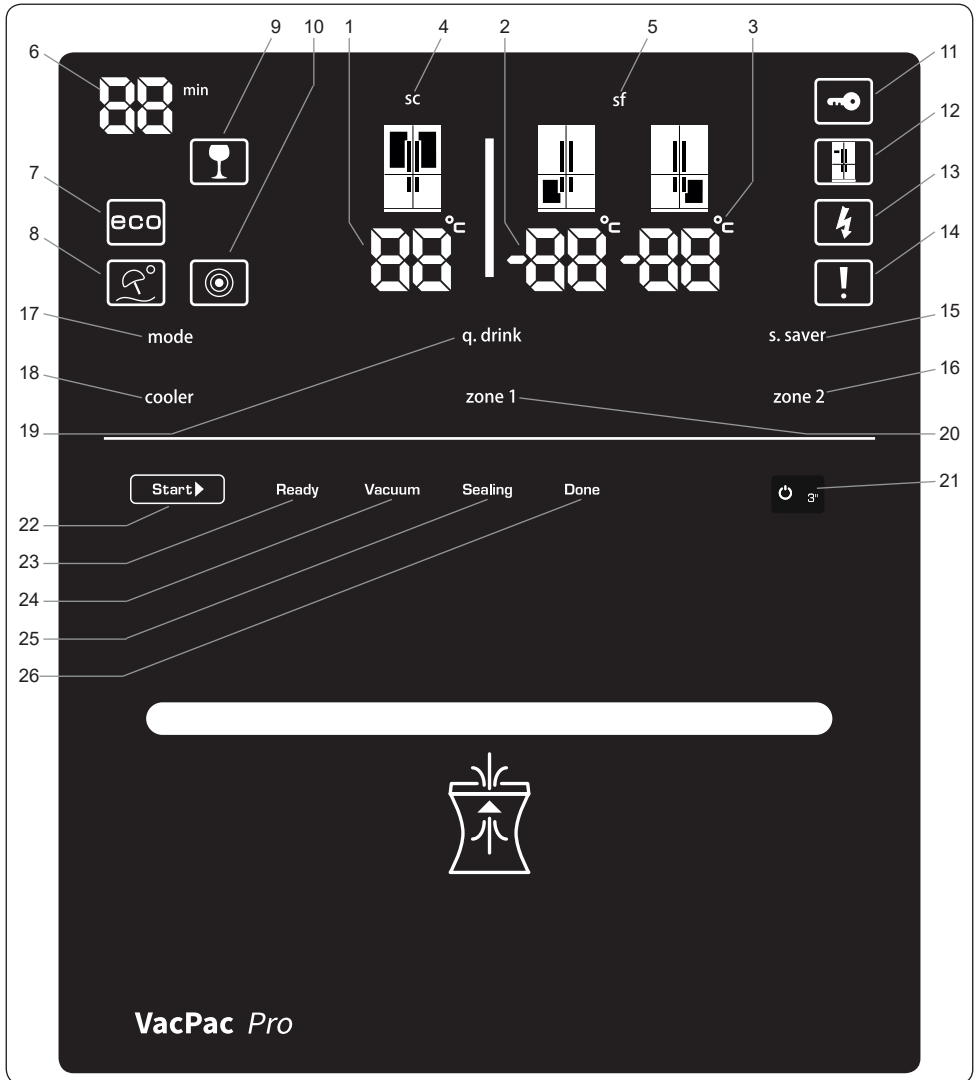 9 10 1 4 2 5 3
6 11
88 min sc sf
12
7 13
eco
88 °C -88 °C -88 °C
8 14
17 15
mode q. drink s. saver
18 16
cooler zone 1 zone 2
19 20
Start Ready Vacuum Sealing Done 3"
21
22
23
24
25
26
VacPac Pro